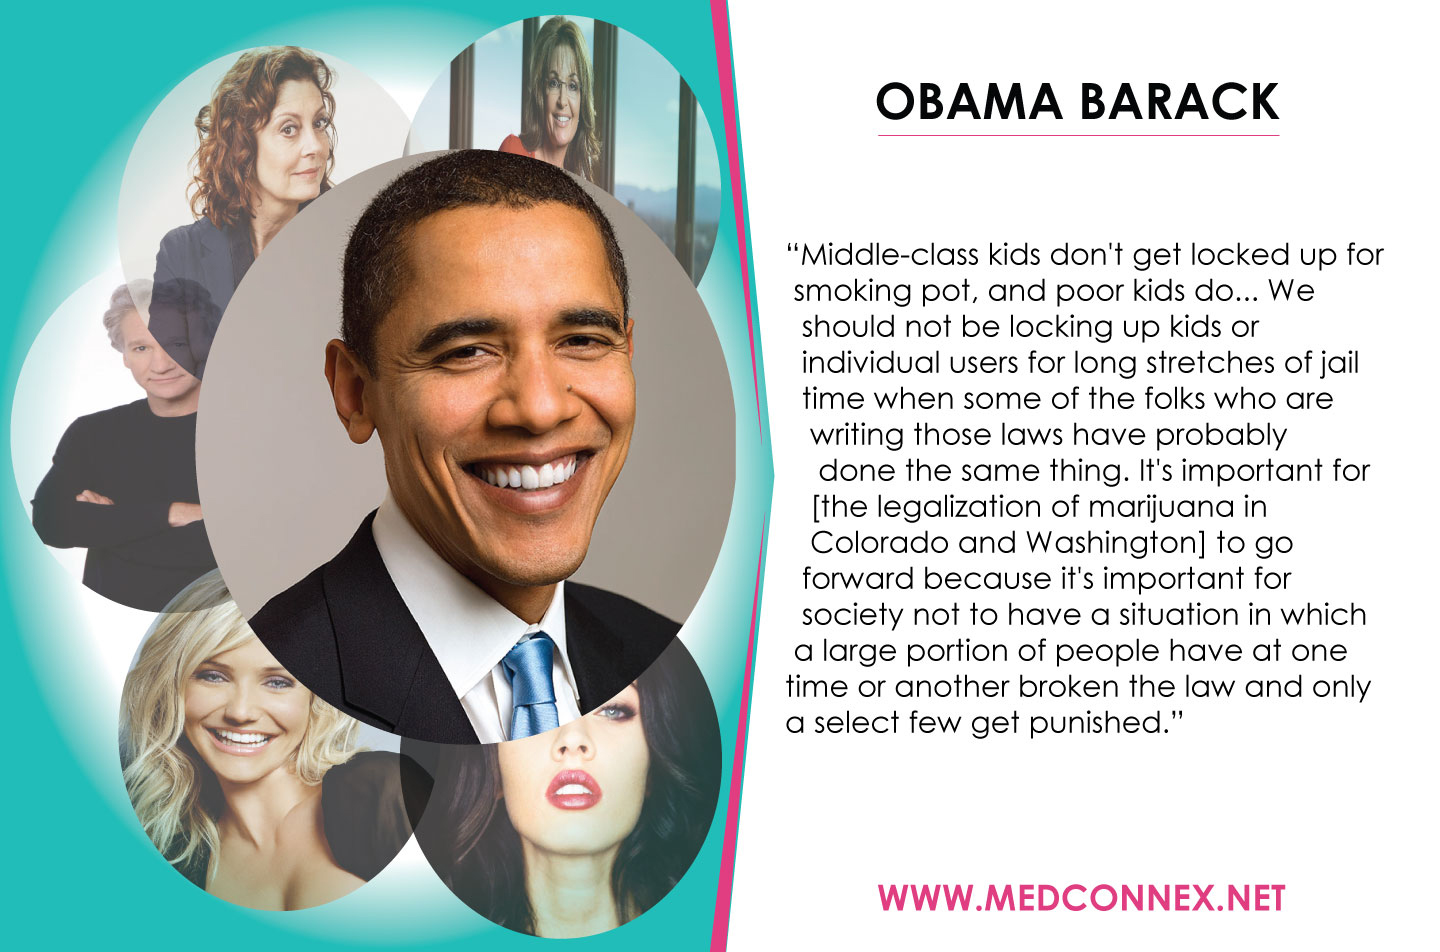 OBAMA BARACK
“Middle-class kids don't get locked up for
smoking pot, and poor kids do... We
should not be locking up kids or
individual users for long stretches of jail
time when some of the folks who are
writing those laws have probably
done the same thing. It's important for
[the legalization of marijuana in
Colorado and Washington] to go
forward because it's important for
society not to have a situation in which
a large portion of people have at one
time or another broken the law and only
a select few get punished.”
WWW.MEDCONNEX.NET